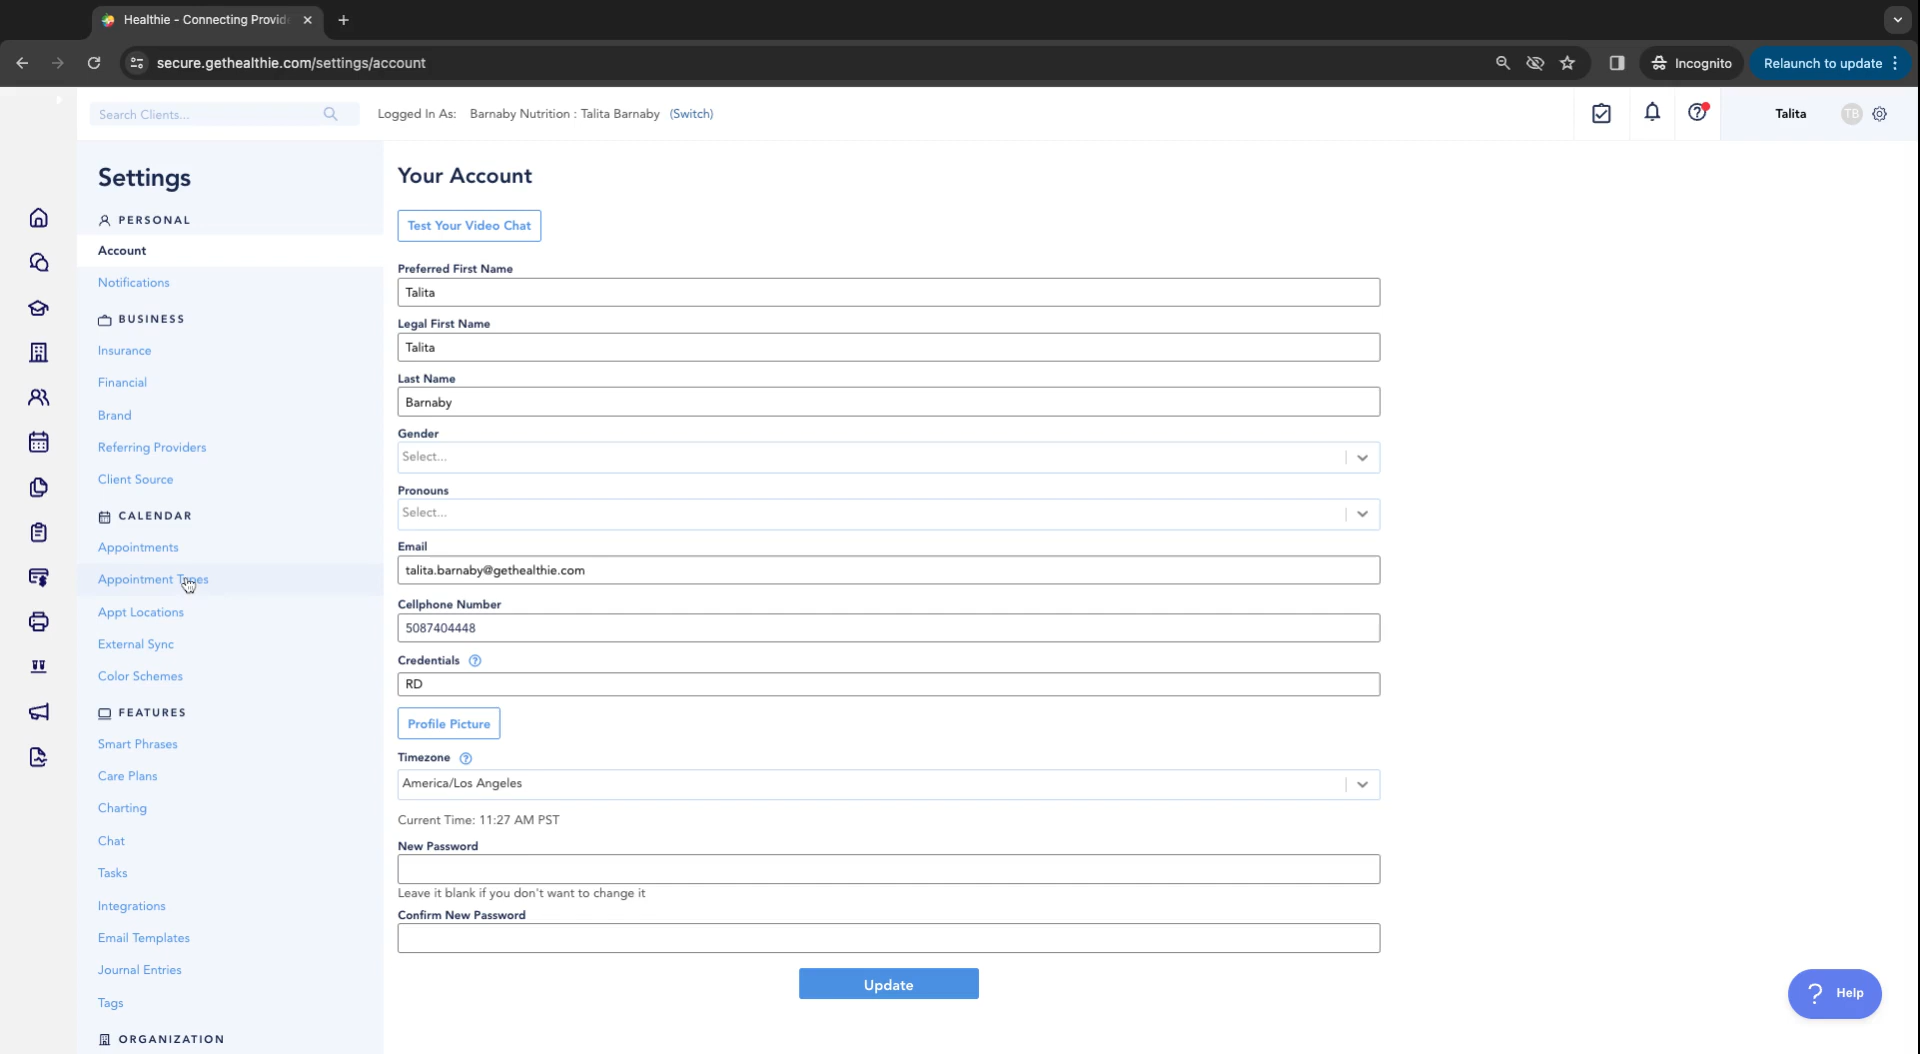 Healthie - Connecting Provid
secure.gethealthie.com/settings/account
Incognito
Relaunch to update
Search Clients...
Logged In As: Barnaby Nutrition : Talita Barnaby (Switch)
Talita
TB
Settings
PERSONAL
Account
Notifications
BUSINESS
Insurance
Financial
Brand
Referring Providers
Client Source
CALENDAR
Appointments
Appointment Types
Appt Locations
External Sync
Color Schemes
FEATURES
Smart Phrases
Care Plans
Charting
Chat
Tasks
Integrations
Email Templates
Journal Entries
Tags
ORGANIZATION
Your Account
Test Your Video Chat
Preferred First Name
Talita
Legal First Name
Talita
Last Name
Barnaby
Gender
Select...
Pronouns
Select...
Email
talita.barnaby@gethealthie.com
Cellphone Number
5087404448
Credentials ?
RD
Profile Picture
Timezone ?
America/Los Angeles
Current Time: 11:27 AM PST
New Password
Leave it blank if you don't want to change it
Confirm New Password
Update
? Help